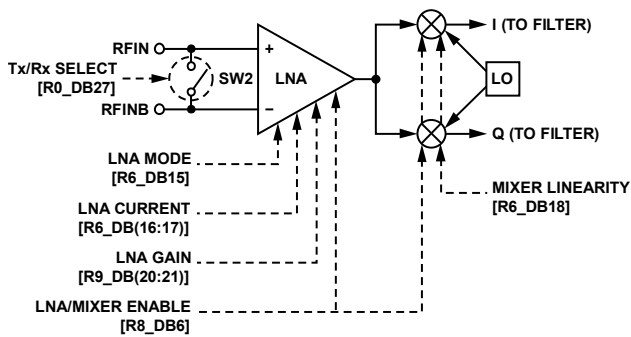 RFIN
+
I (TO FILTER)
Tx/Rx SELECT
[R0_DB27]
SW2
LNA
LO
RFINB
–
Q (TO FILTER)
LNA MODE
[R6_DB15]
MIXER LINEARITY
[R6_DB18]
LNA CURRENT
[R6_DB(16:17)]
LNA GAIN
[R9_DB(20:21)]
LNA/MIXER ENABLE
[R8_DB6]